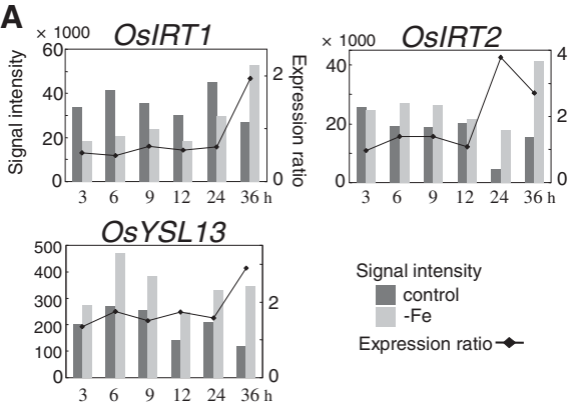 A
× 1000
OsIRT1
Signal intensity
60
40
20
0
2
0
Expression ratio
3 6 9 12 24 36 h
× 1000
OsIRT2
40
20
0
4
2
0
3 6 9 12 24 36 h
OsYSL13
500
400
300
200
100
0
2
0
3 6 9 12 24 36 h
Signal intensity
control
-Fe
Expression ratio